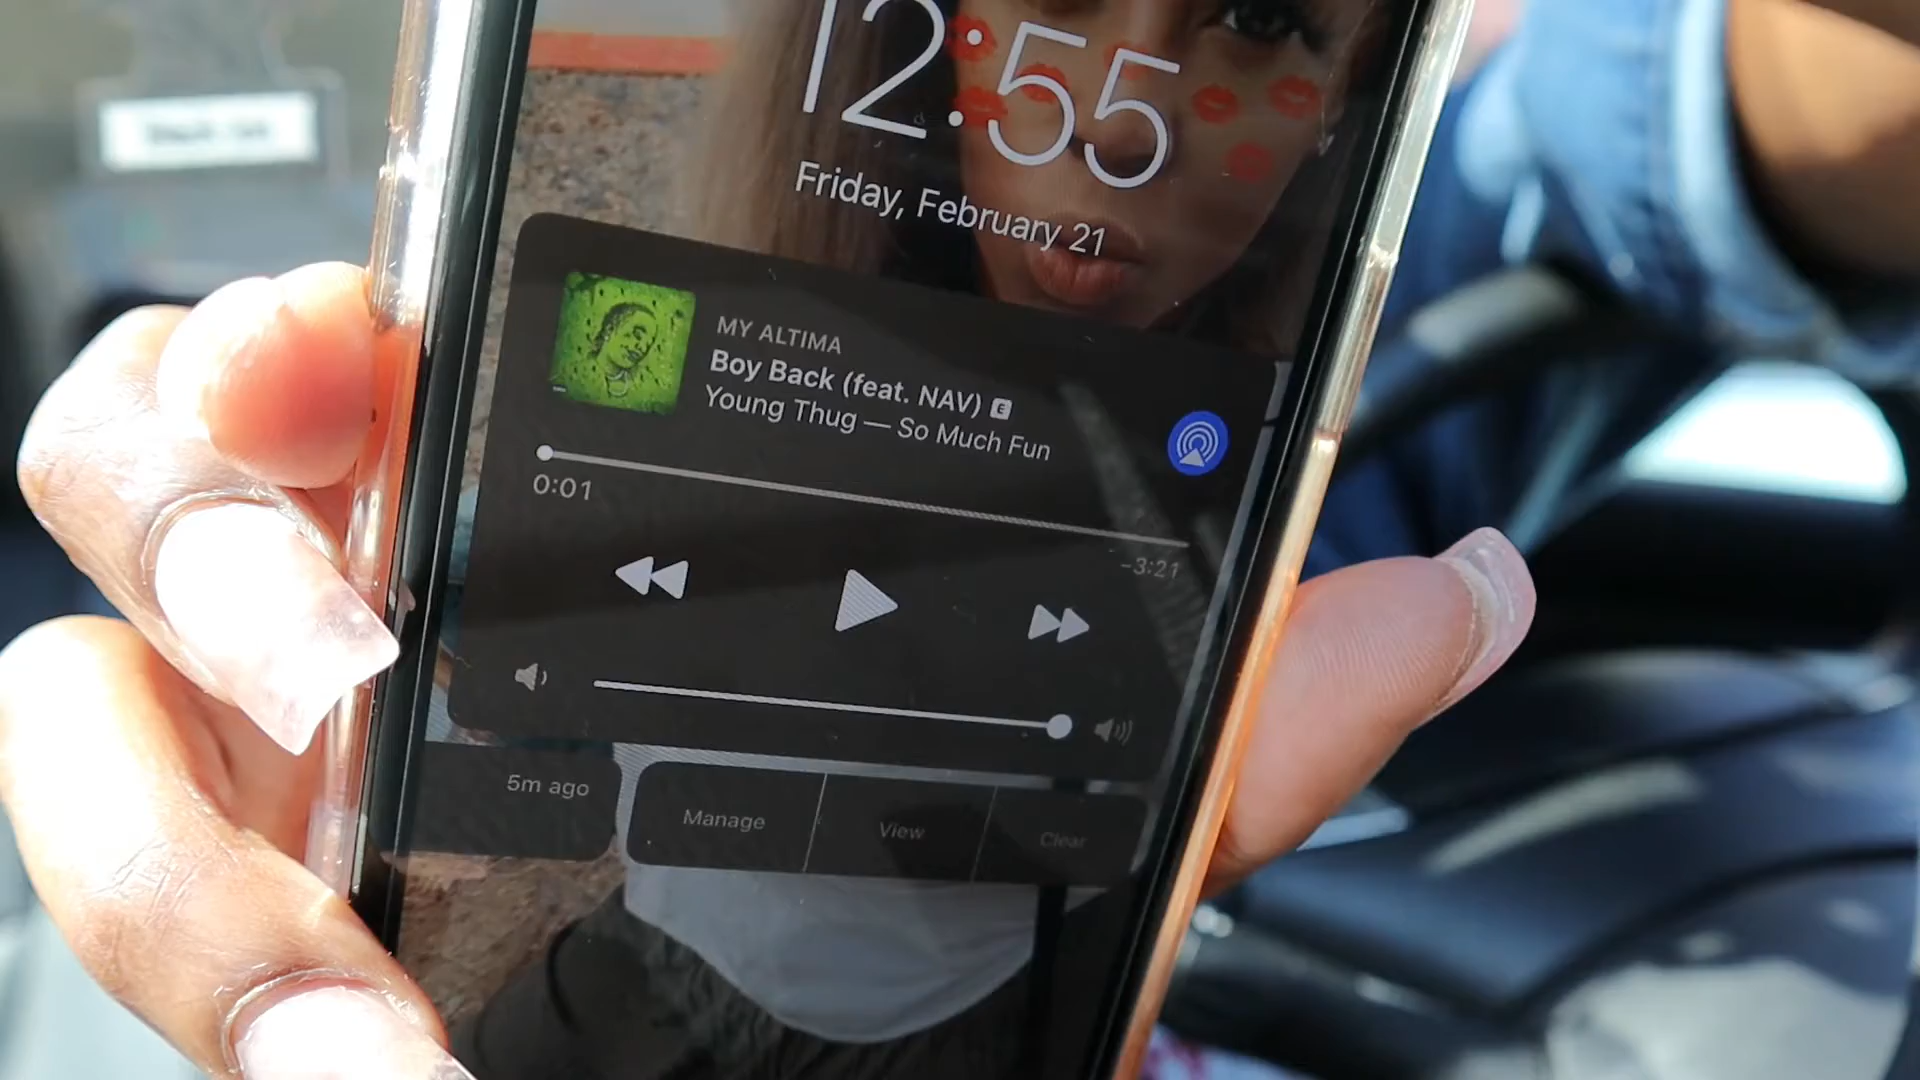 12:55
Friday, February 21
MY ALTIMA
Boy Back (feat. NAV) E
Young Thug — So Much Fun
0:01
-3:21
5m ago
Manage
View
Clear